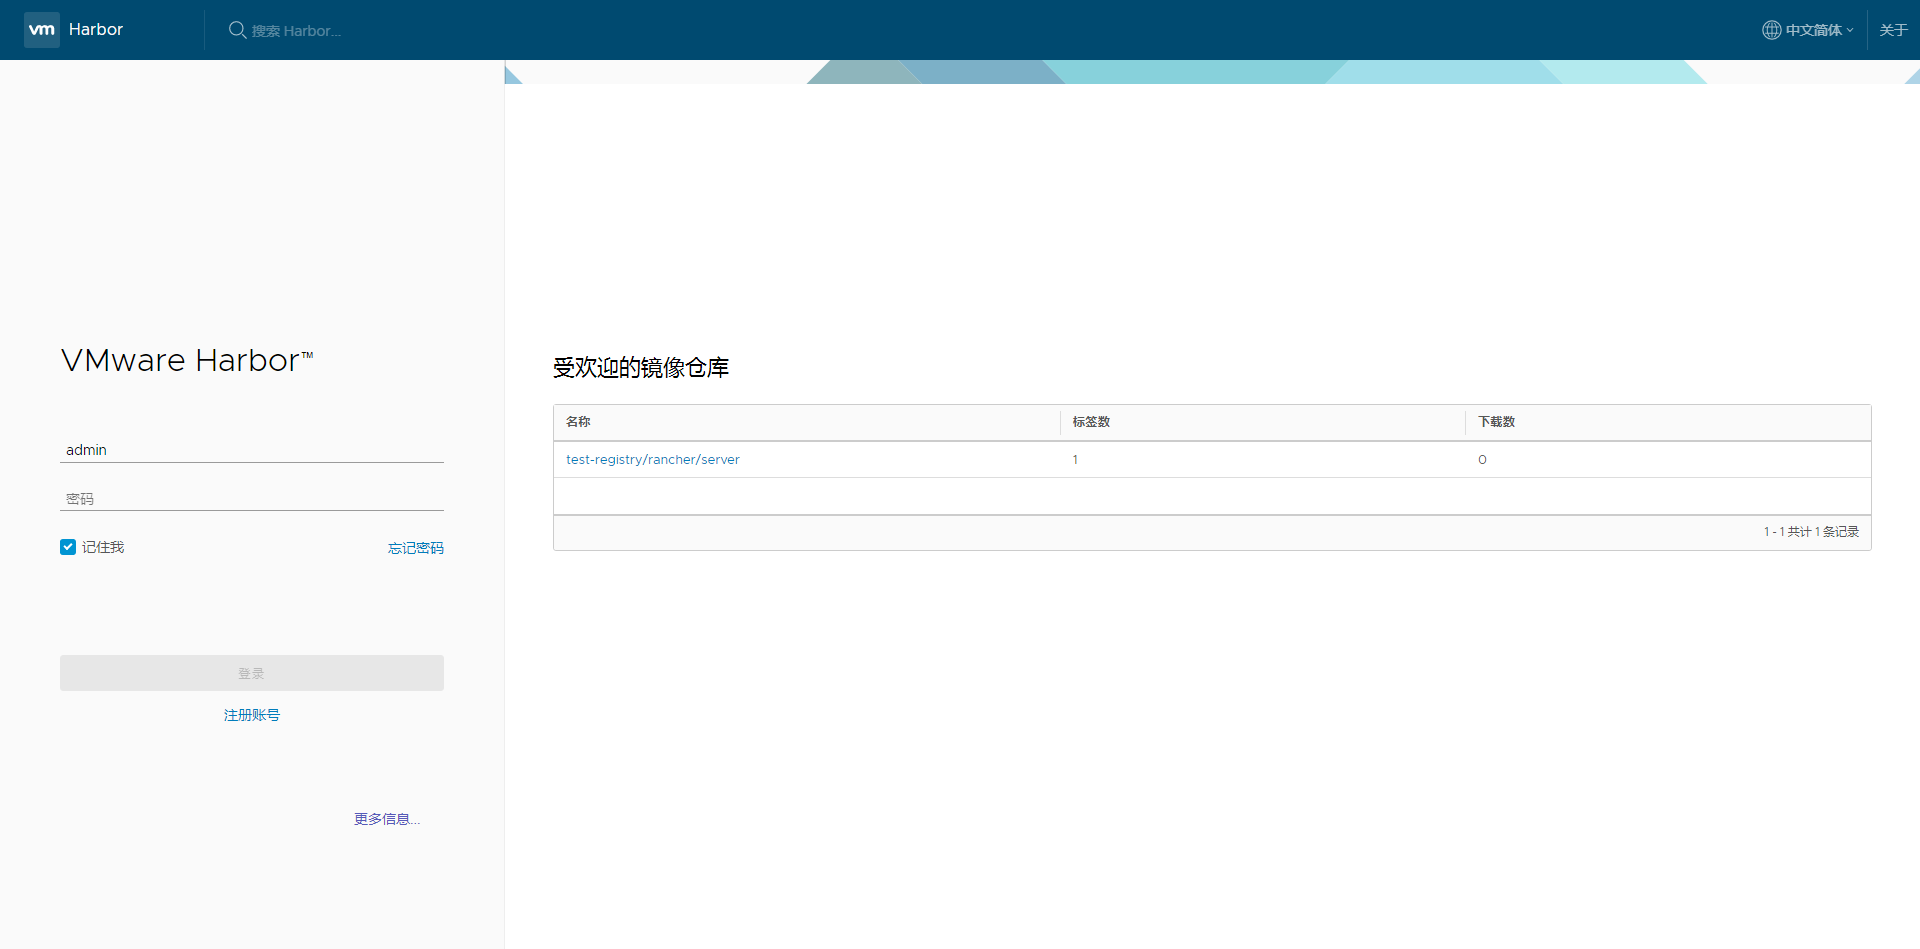 vm Harbor
搜索 Harbor...
中文简体
关于
VMware Harbor™
admin
密码
记住我
忘记密码
登录
注册账号
更多信息...
受欢迎的镜像仓库
名称 标签数 下载数
test-registry/rancher/server 1 0
1 - 1 共计 1 条记录